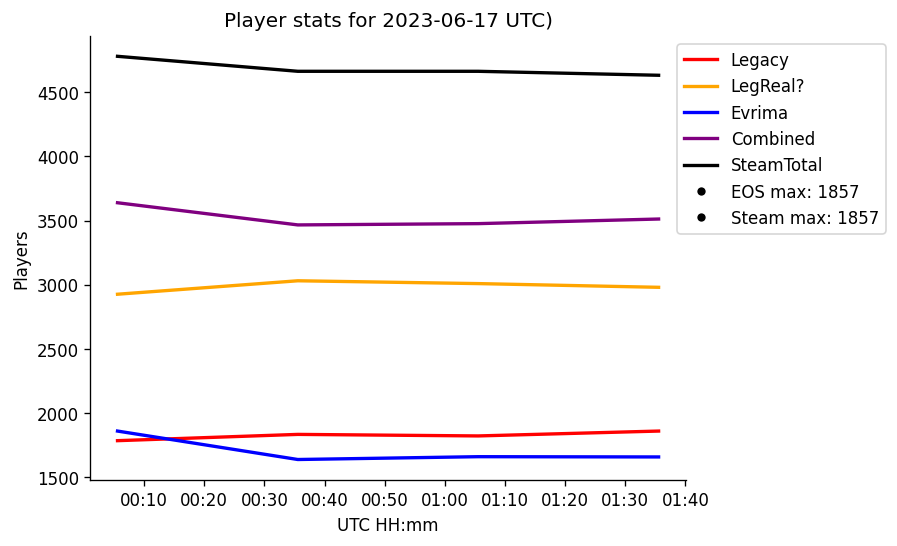 Player stats for 2023-06-17 UTC)
Legacy
LegReal?
Evrima
Combined
SteamTotal
EOS max: 1857
Steam max: 1857
Players
4500
4000
3500
3000
2500
2000
1500
00:10 00:20 00:30 00:40 00:50 01:00 01:10 01:20 01:30 01:40
UTC HH:mm